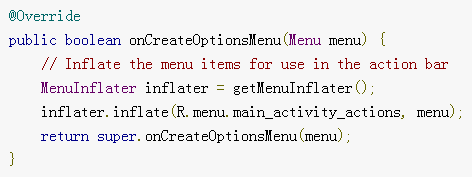 @Override
public boolean onCreateOptionsMenu(Menu menu) {
    // Inflate the menu items for use in the action bar
    MenuInflater inflater = getMenuInflater();
    inflater.inflate(R.menu.main_activity_actions, menu);
    return super.onCreateOptionsMenu(menu);
}